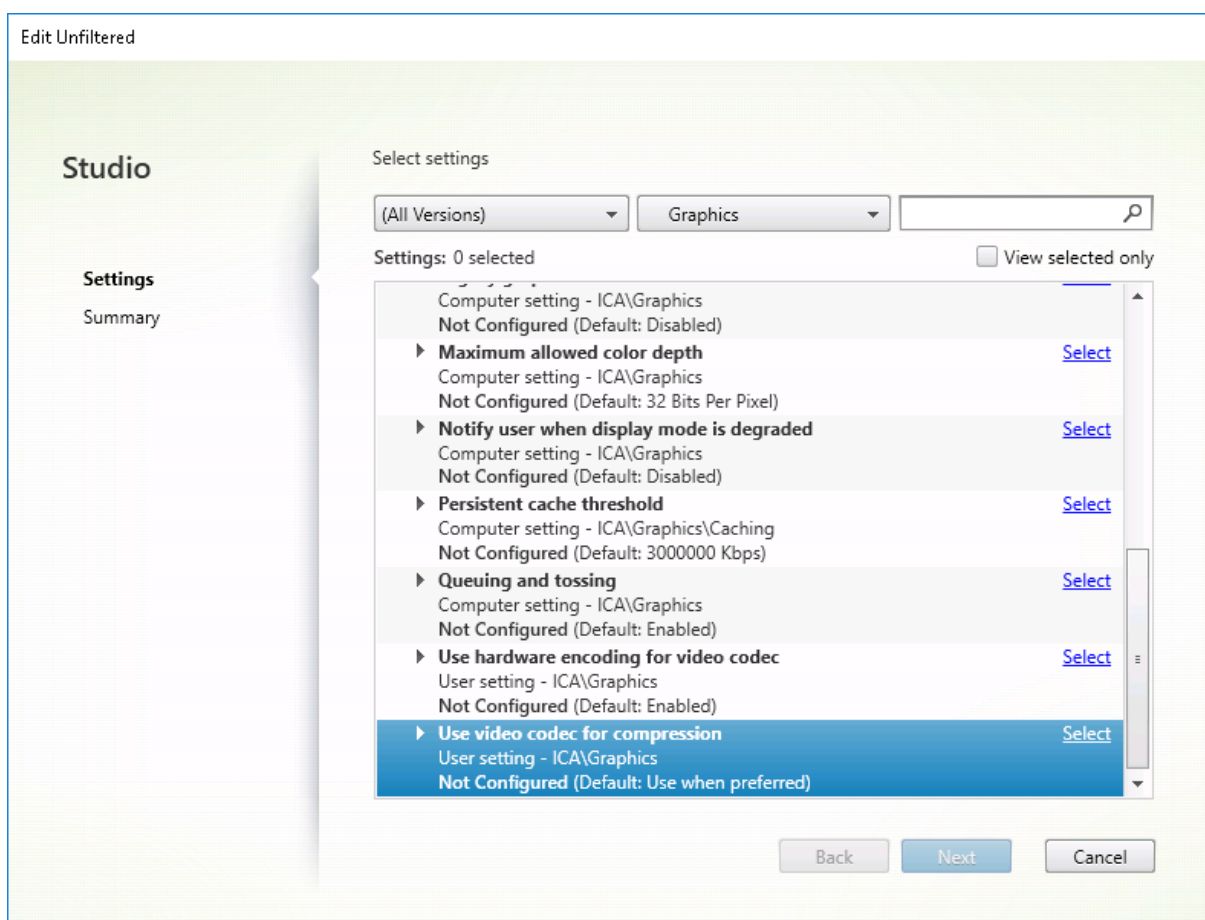 Edit Unfiltered
Studio
Settings
Summary
Select settings
(All Versions) Graphics
Settings: 0 selected View selected only
Computer setting - ICA\Graphics
Not Configured (Default: Disabled)
Maximum allowed color depth Select
Computer setting - ICA\Graphics
Not Configured (Default: 32 Bits Per Pixel)
Notify user when display mode is degraded Select
Computer setting - ICA\Graphics
Not Configured (Default: Disabled)
Persistent cache threshold Select
Computer setting - ICA\Graphics\Caching
Not Configured (Default: 3000000 Kbps)
Queuing and tossing Select
Computer setting - ICA\Graphics
Not Configured (Default: Enabled)
Use hardware encoding for video codec Select
User setting - ICA\Graphics
Not Configured (Default: Enabled)
Use video codec for compression Select
User setting - ICA\Graphics
Not Configured (Default: Use when preferred)
Back Next Cancel